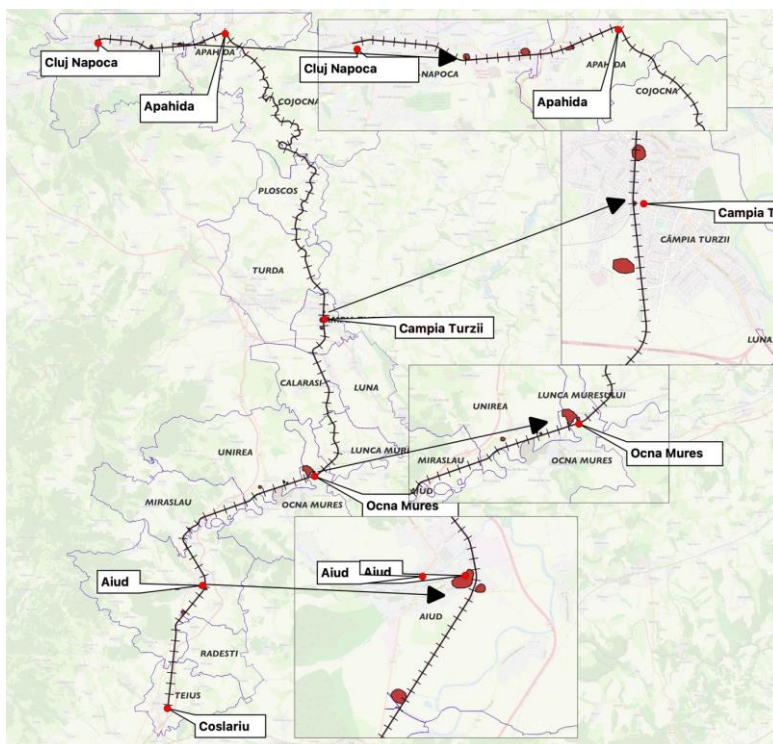 Cluj Napoca
APAHIDA
Apahida
COJOCNA
NAPOCA
Cluj Napoca
APAHIDA
Apahida
COJOCNA
PLOSCOS
TURDA
Campia T
CÂMPIA TURZII
LUNA
Campia Turzii
CALARASI
LUNA
UNIREA
LUNCA MURESULUI
UNIREA
LUNCA MURE
MIRASLAU
OCNA MURES
Ocna Mures
AIUD
MIRASLAU
OCNA MURES
Ocna Mures
Aiud
Aiud
Aiud
AIUD
RADESTI
TEIUS
Coslariu